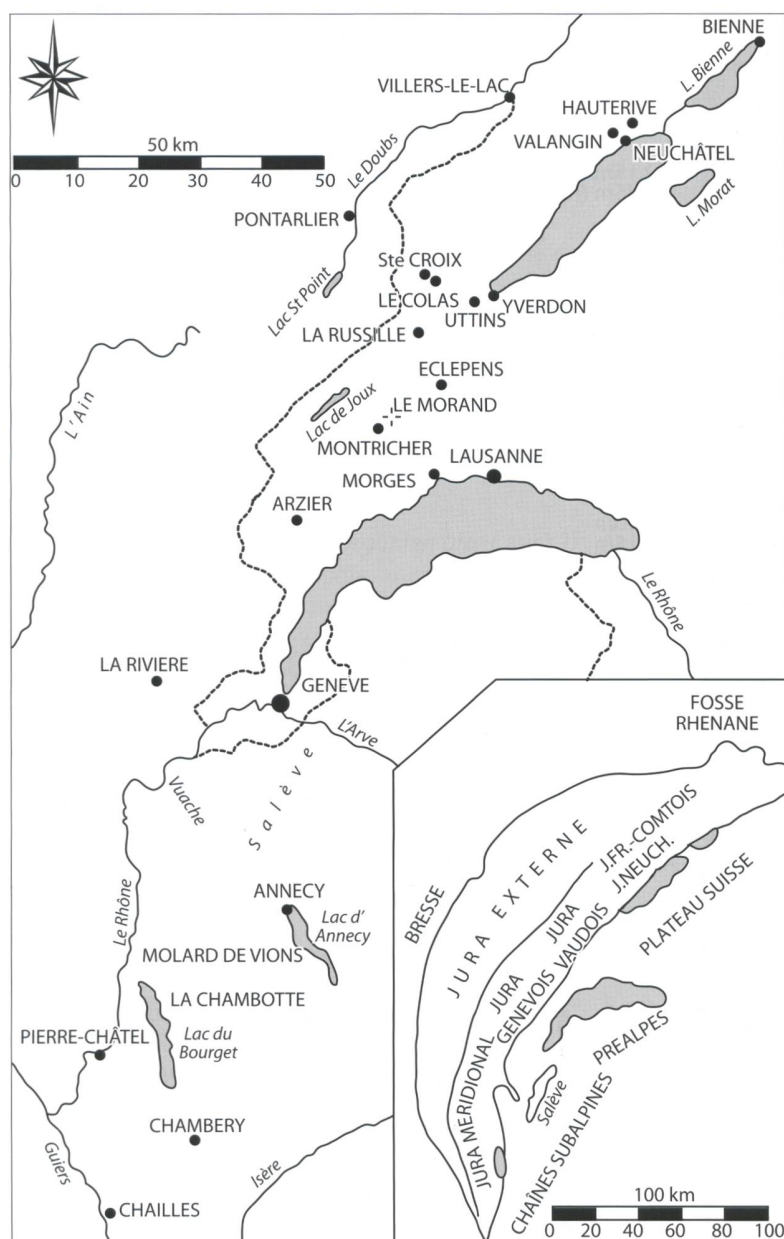 BIENNE
L. Bienne
VILLERS-LE-LAC
HAUTERIVE
VALANGIN
NEUCHÂTEL
50 km
0 10 20 30 40 50
Le Doubs
L. Morat
PONTARLIER
Ste CROIX
Lac St Point
LE COLAS
YVERDON
UTTINS
LA RUSSILLE
ECLEPENS
L'Ain
Lac de Joux
LE MORAND
MONTRICHER
LAUSANNE
MORGES
ARZIER
Le Rhône
LA RIVIERE
GENEVE
L'Arve
Vuache
Salève
Le Rhône
ANNECY
Lac d'
Annecy
MOLARD DE VIONS
LA CHAMBOTTE
PIERRE-CHÂTEL
Lac du
Bourget
CHAMBERY
Guiers
Isère
CHAILLES
FOSSE
RHENANE
J.FR.-COMTOIS
J.NEUCH.
JURA EXTERNE
BRESSE
JURA
VAUDOIS
PLATEAU SUISSE
JURA
GENEVOIS
PREALPES
JURA MERIDIONAL
Salève
CHAÎNES SUBALPINES
100 km
0 20 40 60 80 100